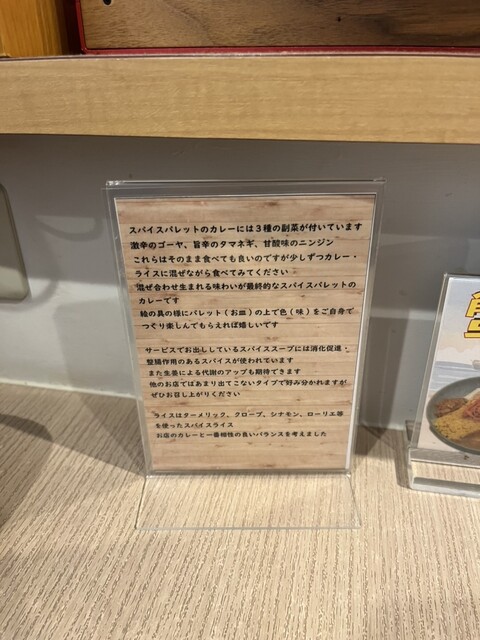 スパイスパレットのカレーには３種の副菜が付いています
激辛のゴーヤ、旨辛のタマネギ、甘酸味のニンジン
これらはそのまま食べても良いのですが少しずつカレー・
ライスに混ぜながら食べてみてください
混ぜ合わせ生まれる味わいが最終的なスパイスパレットの
カレーです
絵の具の様にパレット（お皿）の上で色（味）をご自身で
つくり楽しんでもらえれば嬉しいです
サービスでお出ししているスパイススープには消化促進・
整腸作用のあるスパイスが使われています
また生姜による代謝のアップも期待できます
他のお店ではあまり出てこないタイプで好み分かれますが
ぜひお召し上がりください
ライスはターメリック、クローブ、シナモン、ローリエ等
を使ったスパイスライス
お店のカレーと一番相性の良いバランスを考えました